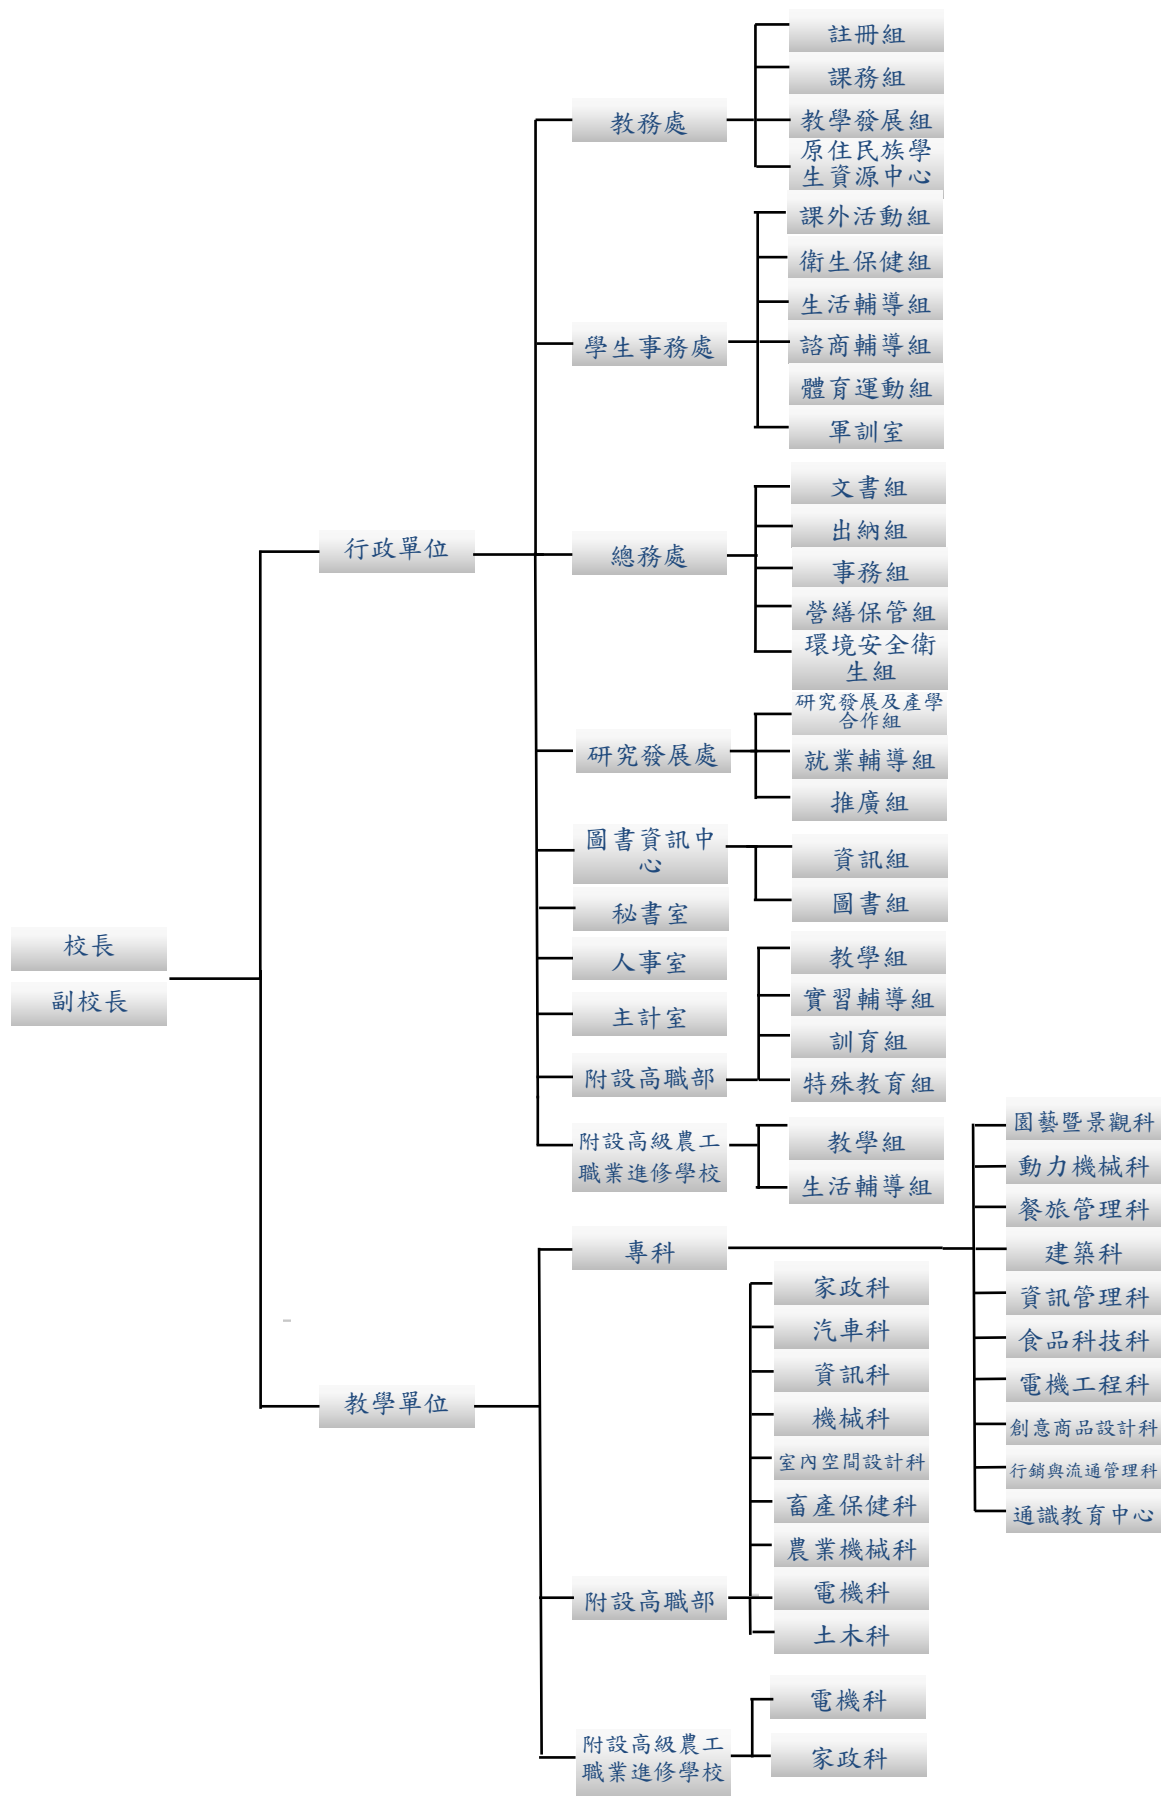 校長
副校長
行政單位
教務處
註冊組
課務組
教學發展組
原住民族學
生資源中心
學生事務處
課外活動組
衛生保健組
生活輔導組
諮商輔導組
體育運動組
軍訓室
總務處
文書組
出納組
事務組
營繕保管組
環境安全衛
生組
研究發展處
研究發展及產學
合作組
就業輔導組
推廣組
圖書資訊中
心
資訊組
圖書組
秘書室
人事室
主計室
附設高職部
教學組
實習輔導組
訓育組
特殊教育組
附設高級農工
職業進修學校
教學組
生活輔導組
教學單位
專科
園藝暨景觀科
動力機械科
餐旅管理科
建築科
資訊管理科
食品科技科
電機工程科
創意商品設計科
行銷與流通管理科
通識教育中心
附設高職部
家政科
汽車科
資訊科
機械科
室內空間設計科
畜產保健科
農業機械科
電機科
土木科
附設高級農工
職業進修學校
電機科
家政科